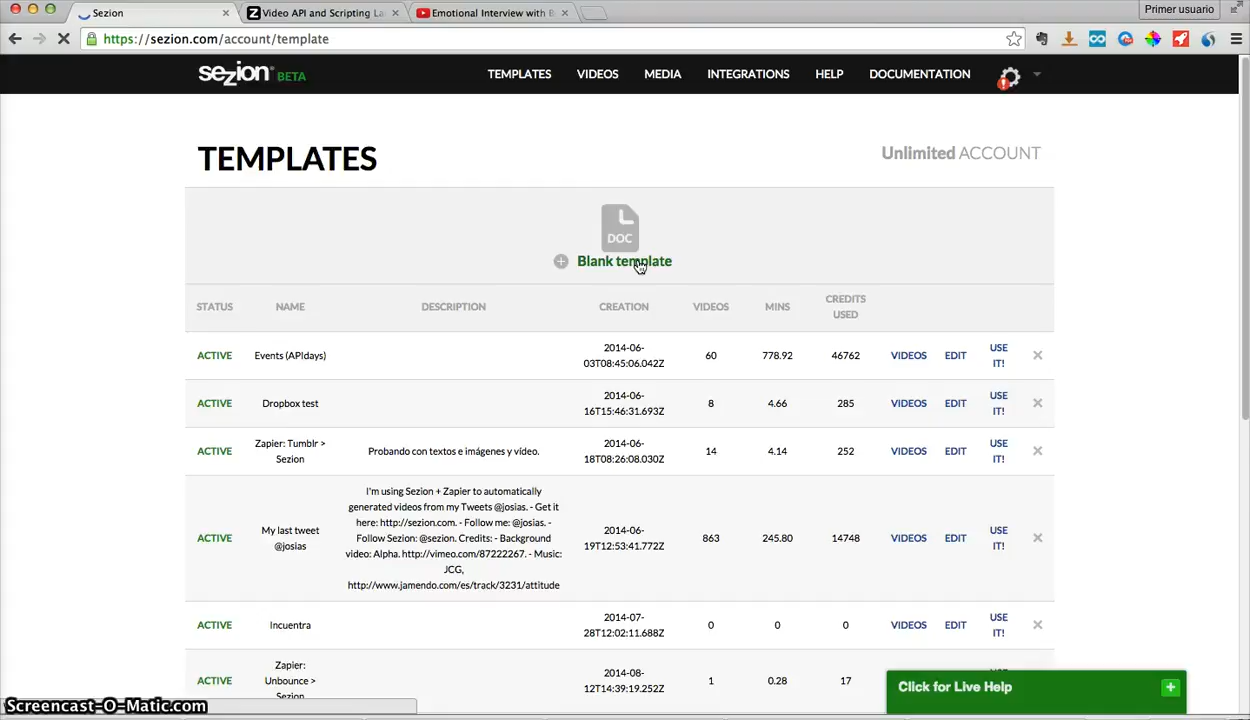 Sezion
Video API and Scripting La
Emotional Interview with B
Primer usuario
https://sezion.com/account/template
sezion BETA
TEMPLATES
VIDEOS
MEDIA
INTEGRATIONS
HELP
DOCUMENTATION
TEMPLATES
Unlimited ACCOUNT
DOC
Blank template
STATUS NAME DESCRIPTION CREATION VIDEOS MINS CREDITS
USED
ACTIVE Events (APIdays) 2014-06-
03T08:45:06.042Z 60 778.92 46762 VIDEOS EDIT USE
IT!
ACTIVE Dropbox test 2014-06-
16T15:46:31.693Z 8 4.66 285 VIDEOS EDIT USE
IT!
ACTIVE Zapier: Tumblr >
Sezion Probando con textos e imágenes y vídeo. 2014-06-
18T08:26:08.030Z 14 4.14 252 VIDEOS EDIT USE
IT!
ACTIVE My last tweet
@josias
I'm using Sezion + Zapier to automatically
generated videos from my Tweets @josias. - Get it
here: http://sezion.com. - Follow me: @josias. -
Follow Sezion: @sezion. Credits: - Background
video: Alpha. http://vimeo.com/87222267. - Music:
JCG,
http://www.jamendo.com/es/track/3231/attitude
2014-06-
19T12:53:41.772Z 863 245.80 14748 VIDEOS EDIT USE
IT!
ACTIVE Incuentra 2014-07-
28T12:02:11.688Z 0 0 0 VIDEOS EDIT USE
IT!
ACTIVE Zapier:
Unbounce >
Sezion 2014-08-
12T14:39:19.252Z 1 0.28 17
Click for Live Help
Screencast-O-Matic.com